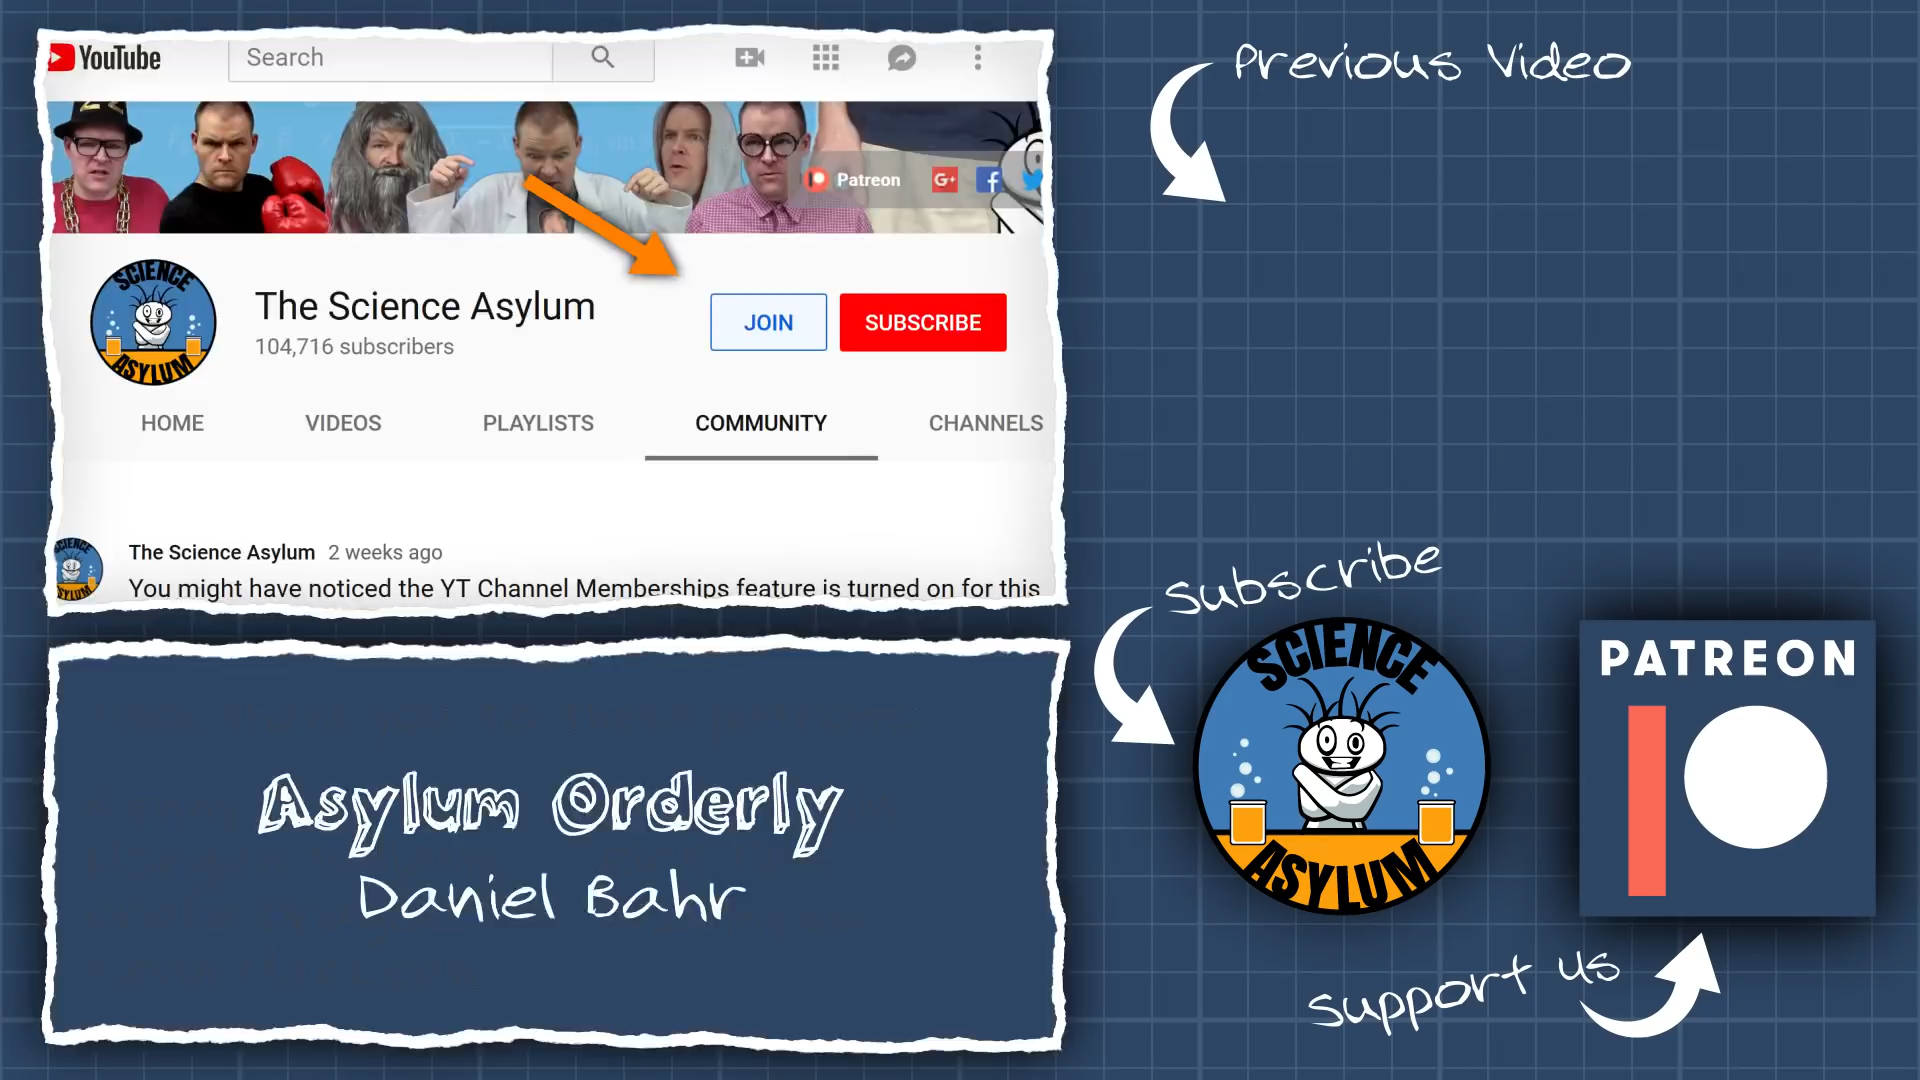 YouTube
Search
Patreon
G+
The Science Asylum
104,716 subscribers
JOIN
SUBSCRIBE
HOME
VIDEOS
PLAYLISTS
COMMUNITY
CHANNELS
The Science Asylum 2 weeks ago
You might have noticed the YT Channel Memberships feature is turned on for this
SCIENCE
ASYLUM
Asylum Orderly
Daniel Bahr
Previous Video
Subscribe
SCIENCE
ASYLUM
PATREON
Support us